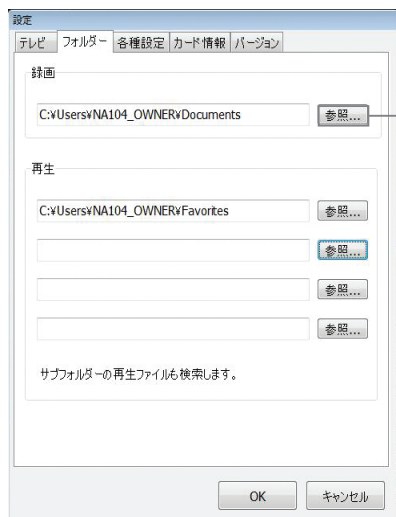 設定
テレビ フォルダー 各種設定 カード情報 バージョン
録画
C:¥Users¥NA104_OWNER¥Documents 参照...
再生
C:¥Users¥NA104_OWNER¥Favorites 参照...
参照...
参照...
参照...
サブフォルダーの再生ファイルも検索します。
OK キャンセル